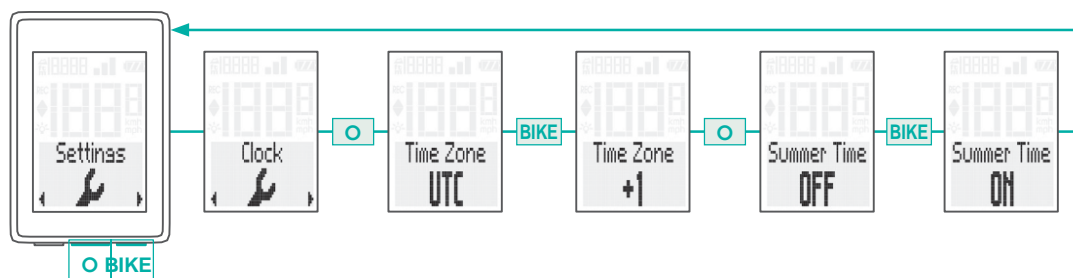 Settings
Clock
O
Time Zone
UTC
BIKE
Time Zone
+1
O
Summer Time
OFF
BIKE
Summer Time
ON
O BIKE